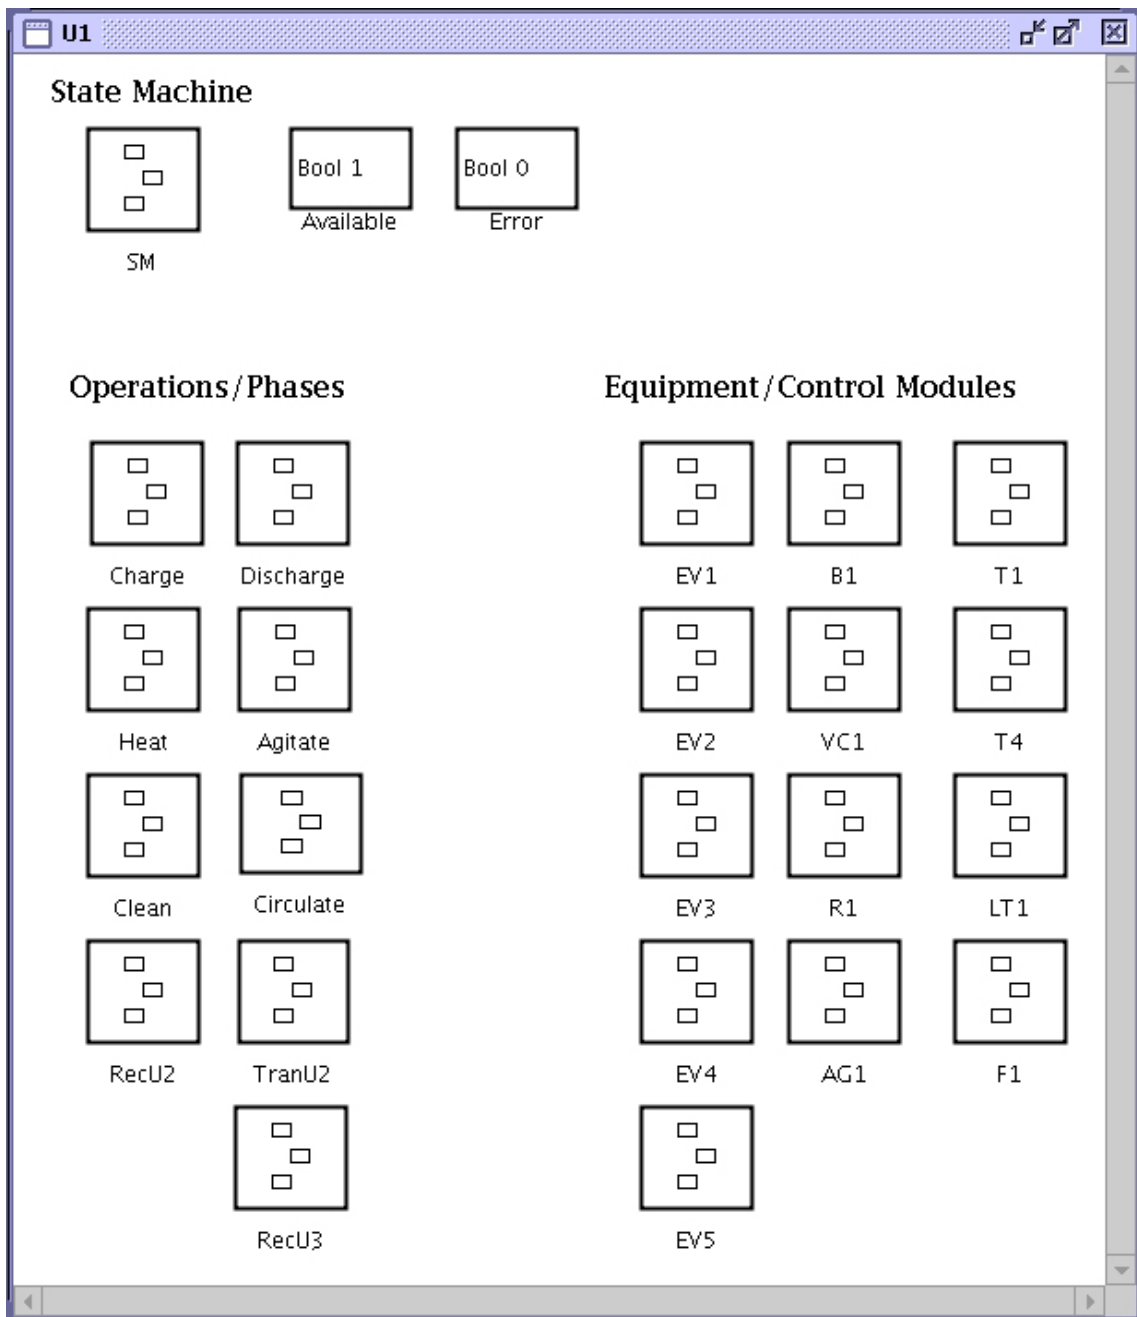 U1
State Machine
Bool 1
Bool 0
Available
Error
SM
Operations/Phases
Equipment/Control Modules
Charge
Discharge
EV1
B1
T1
Heat
Agitate
EV2
VC1
T4
Clean
Circulate
EV3
R1
LT1
RecU2
TranU2
EV4
AG1
F1
RecU3
EV5